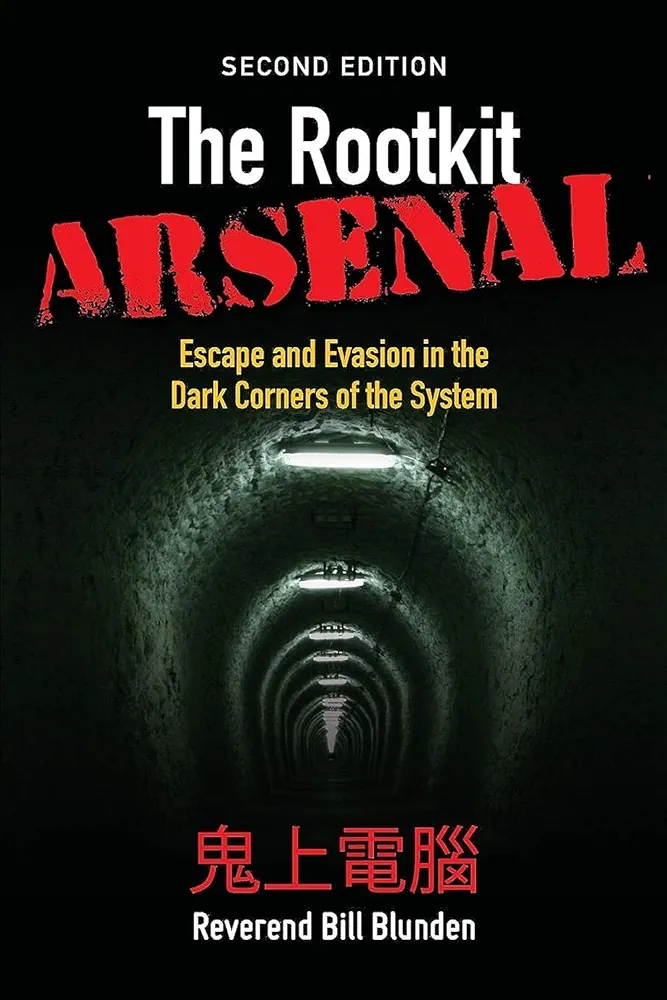 SECOND EDITION
The Rootkit
ARSENAL
Escape and Evasion in the
Dark Corners of the System
鬼上電腦
Reverend Bill Blunden